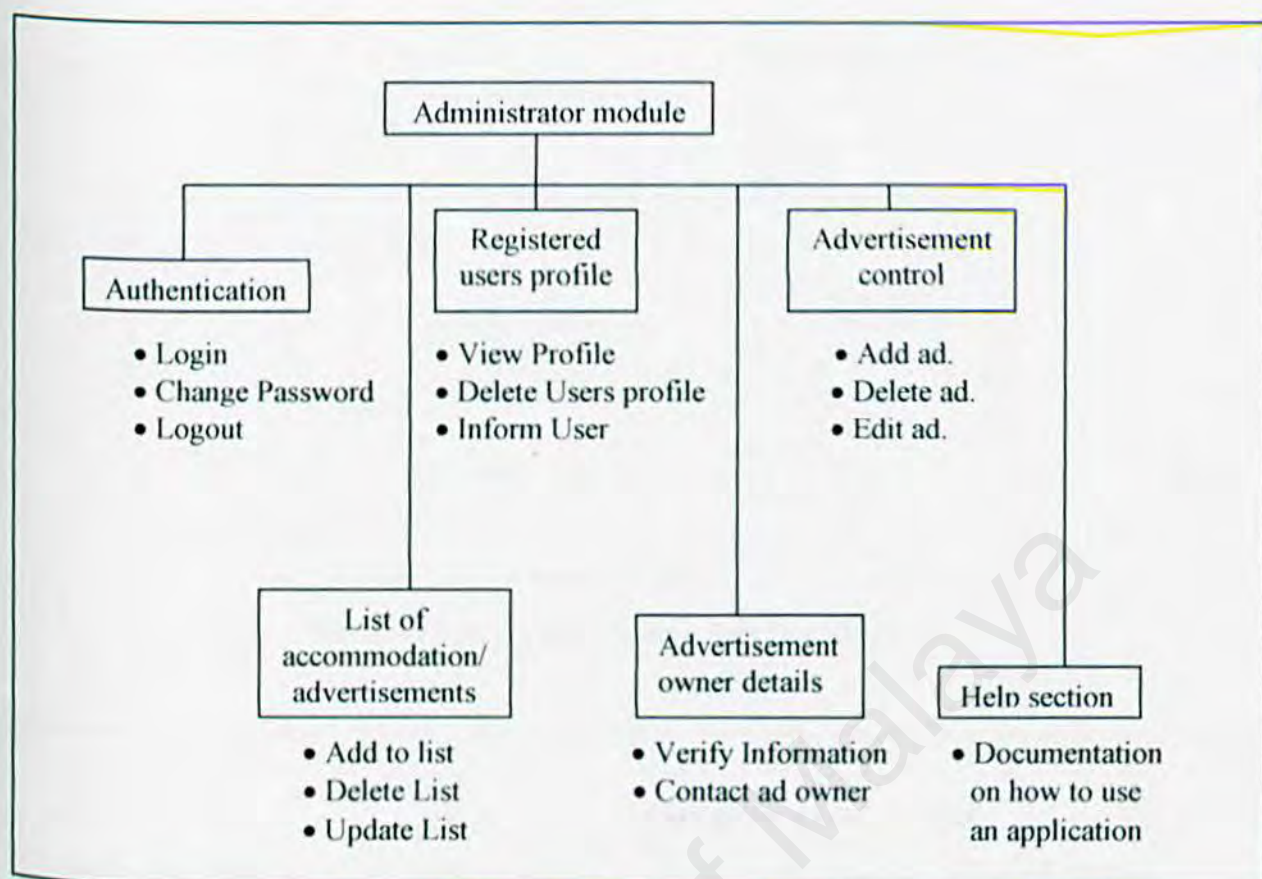 Administrator module
Authentication
• Login
• Change Password
• Logout
Registered
users profile
• View Profile
• Delete Users profile
• Inform User
Advertisement
control
• Add ad.
• Delete ad.
• Edit ad.
List of
accommodation/
advertisements
• Add to list
• Delete List
• Update List
Advertisement
owner details
• Verify Information
• Contact ad owner
Help section
• Documentation
on how to use
an application
of Malaya